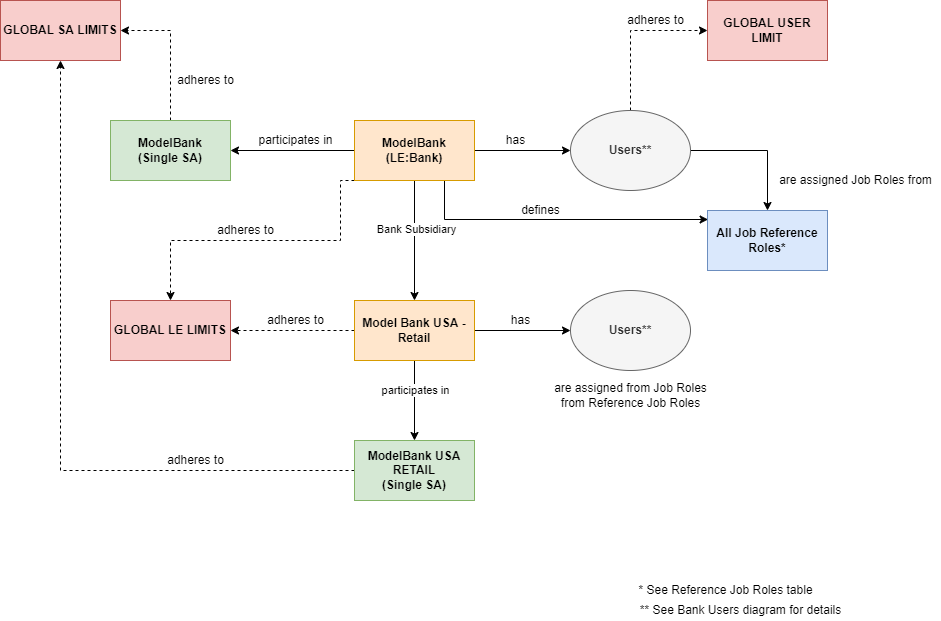 GLOBAL SA LIMITS
adheres to
GLOBAL USER
LIMIT
adheres to
ModelBank
(Single SA)
participates in
ModelBank
(LE:Bank)
has
Users**
are assigned Job Roles from
defines
All Job Reference
Roles*
adheres to
Bank Subsidiary
GLOBAL LE LIMITS
adheres to
Model Bank USA -
Retail
has
Users**
are assigned from Job Roles
from Reference Job Roles
participates in
adheres to
ModelBank USA
RETAIL
(Single SA)
* See Reference Job Roles table
** See Bank Users diagram for details